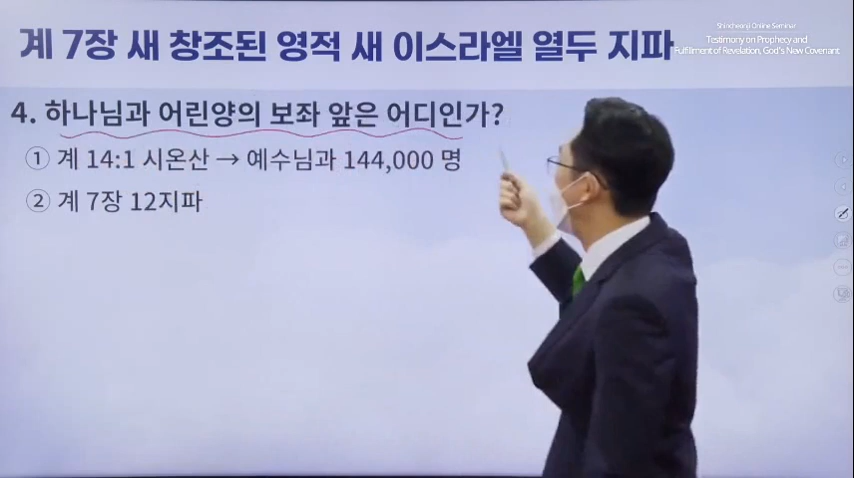 계 7장 새 창조된 영적 새 이스라엘 열두 지파
Shincheonji Online Seminar
Testimony on Prophecy and
Fulfillment of Revelation, God's New Covenant
4. 하나님과 어린양의 보좌 앞은 어디인가?
① 계 14:1 시온산 → 예수님과 144,000 명
② 계 7장 12지파